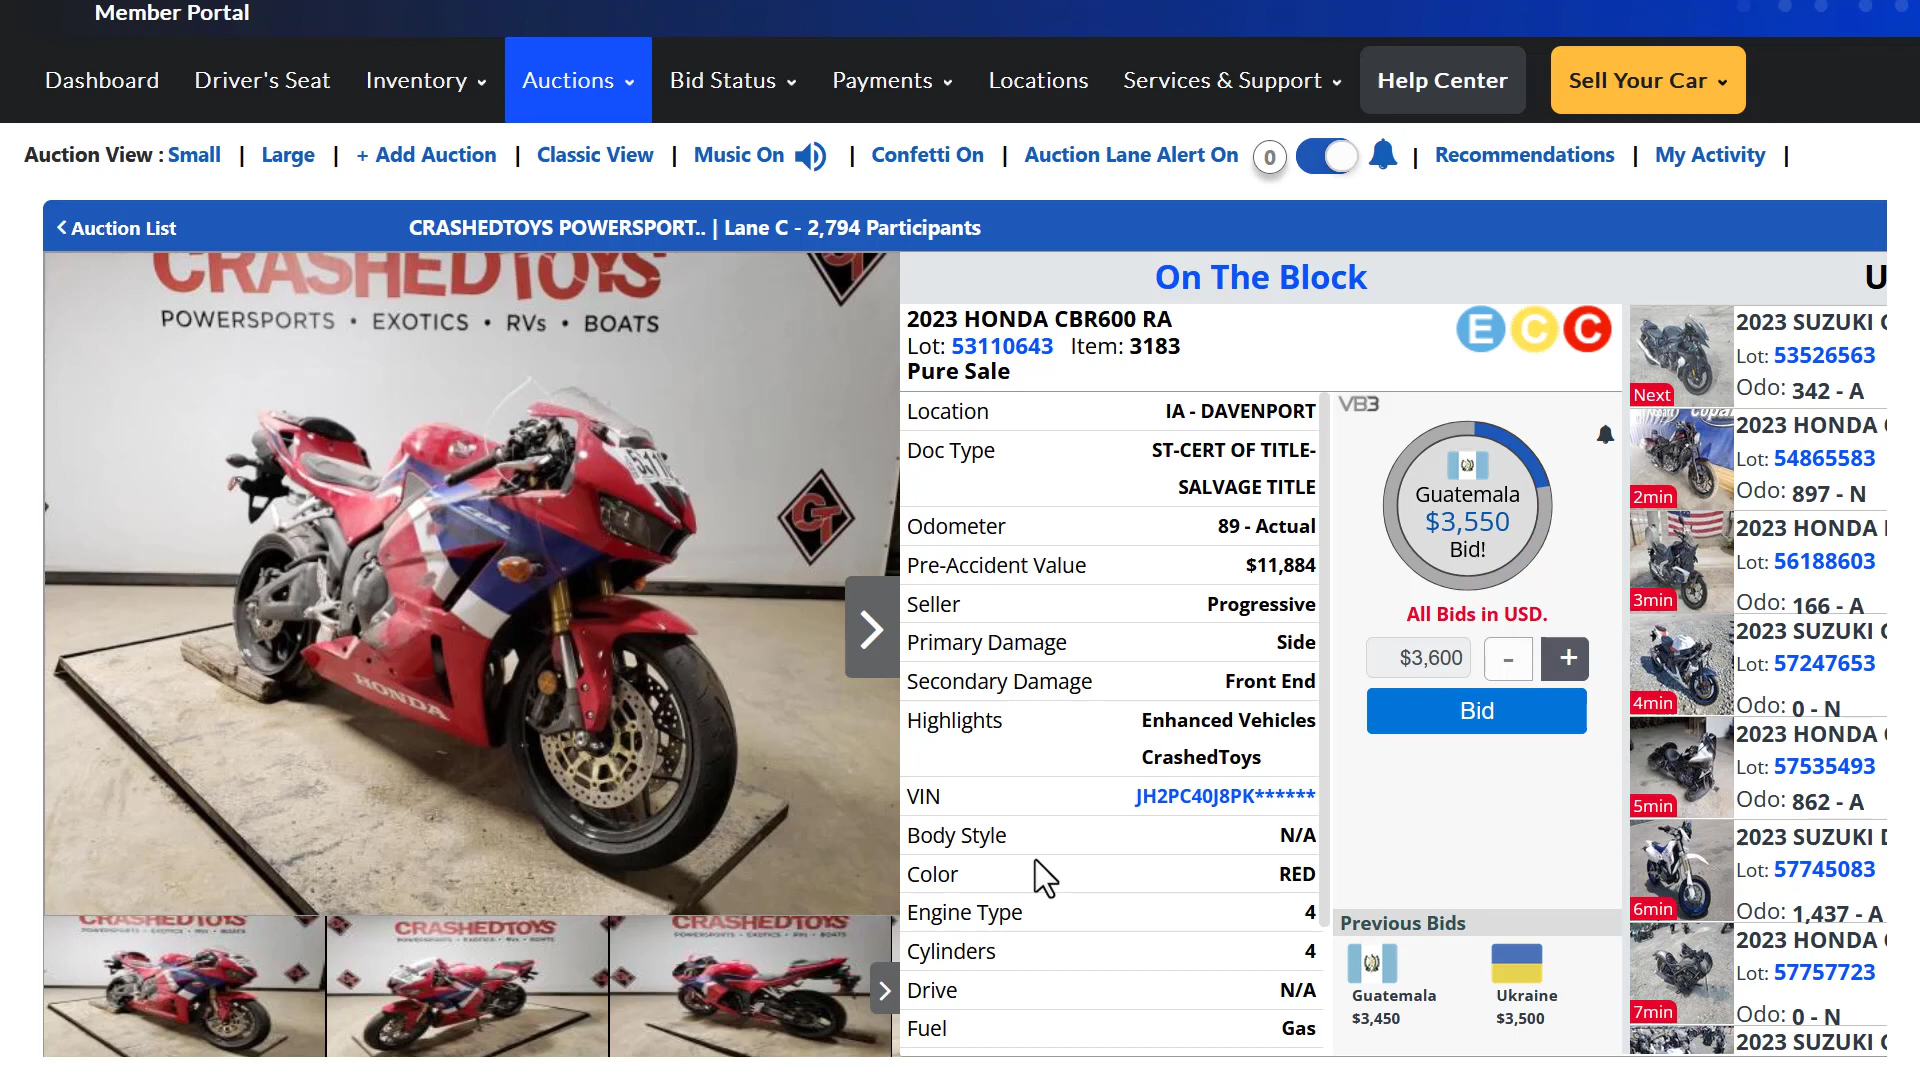 Member Portal
Dashboard Driver's Seat Inventory Auctions Bid Status Payments Locations Services & Support Help Center Sell Your Car
Auction View : Small | Large | + Add Auction | Classic View | Music On | Confetti On | Auction Lane Alert On 0 | Recommendations | My Activity |
Auction List CRASHEDTOYS POWERSPORT.. | Lane C - 2,794 Participants
CRASHEDTOYS
POWERSPORTS • EXOTICS • RVs • BOATS
CT
HONDA
On The Block
2023 HONDA CBR600 RA
Lot: 53110643 Item: 3183
Pure Sale
E C C
Location IA - DAVENPORT
Doc Type ST-CERT OF TITLE-
SALVAGE TITLE
Odometer 89 - Actual
Pre-Accident Value $11,884
Seller Progressive
Primary Damage Side
Secondary Damage Front End
Highlights Enhanced Vehicles
CrashedToys
VIN JH2PC40J8PK******
Body Style N/A
Color RED
Engine Type 4
Cylinders 4
Drive N/A
Fuel Gas
VB3
Guatemala
$3,550
Bid!
All Bids in USD.
$3,600 - +
Bid
Previous Bids
Guatemala
$3,450
Ukraine
$3,500
U
2023 SUZUKI
Lot: 53526563
Odo: 342 - A
Next
2023 HONDA
Lot: 54865583
Odo: 897 - N
2min
2023 HONDA
Lot: 56188603
Odo: 166 - A
3min
2023 SUZUKI
Lot: 57247653
Odo: 0 - N
4min
2023 HONDA
Lot: 57535493
Odo: 862 - A
5min
2023 SUZUKI
Lot: 57745083
Odo: 1,437 - A
6min
2023 HONDA
Lot: 57757723
Odo: 0 - N
7min
2023 SUZUKI
CRASHEDTOYS
CRASHEDTOYS
POWERSPORTS • EXOTICS • RVs • BOATS
CRASHEDTOYS